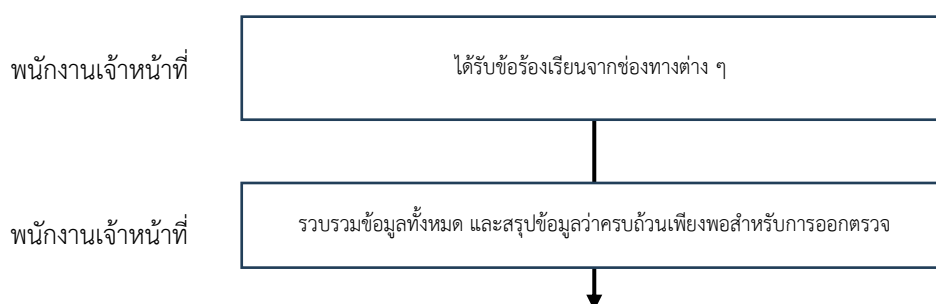 พนักงานเจ้าหน้าที่
ได้รับข้อร้องเรียนจากช่องทางต่าง ๆ
พนักงานเจ้าหน้าที่
รวบรวมข้อมูลทั้งหมด และสรุปข้อมูลว่าครบถ้วนเพียงพอสำหรับการออกตรวจ